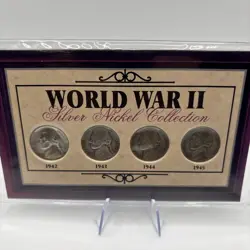 WORLD WAR II
Silver Nickel Collection
1942 1943 1944 1945